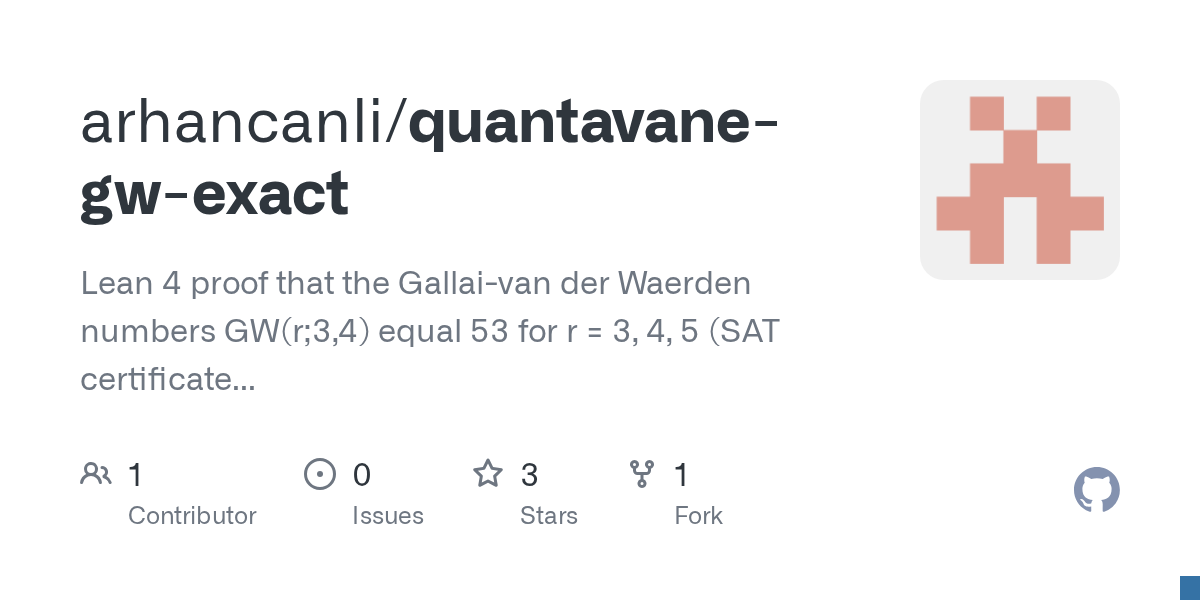 arhancanli/quantavane-
gw-exact
Lean 4 proof that the Gallai-van der Waerden
numbers GW(r;3,4) equal 53 for r = 3, 4, 5 (SAT
certificate...
1 0 3 1
Contributor Issues Stars Fork